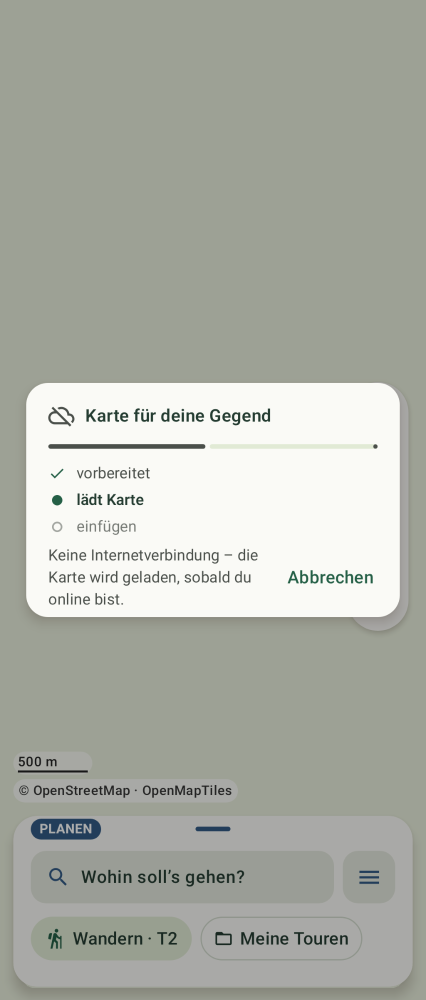 Karte für deine Gegend
vorbereitet
lädt Karte
einfügen
Keine Internetverbindung – die
Karte wird geladen, sobald du
online bist.
Abbrechen
500 m
© OpenStreetMap · OpenMapTiles
PLANEN
Wohin soll’s gehen?
Wandern · T2
Meine Touren